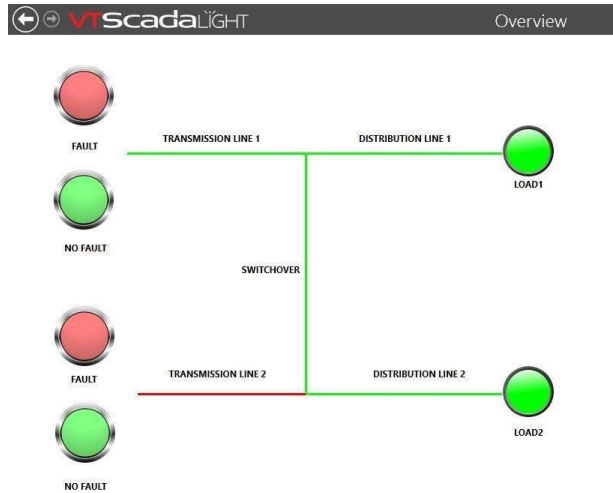 VTScadaLIGHT
Overview
FAULT
TRANSMISSION LINE 1
DISTRIBUTION LINE 1
LOAD1
NO FAULT
SWITCHOVER
FAULT
TRANSMISSION LINE 2
DISTRIBUTION LINE 2
LOAD2
NO FAULT